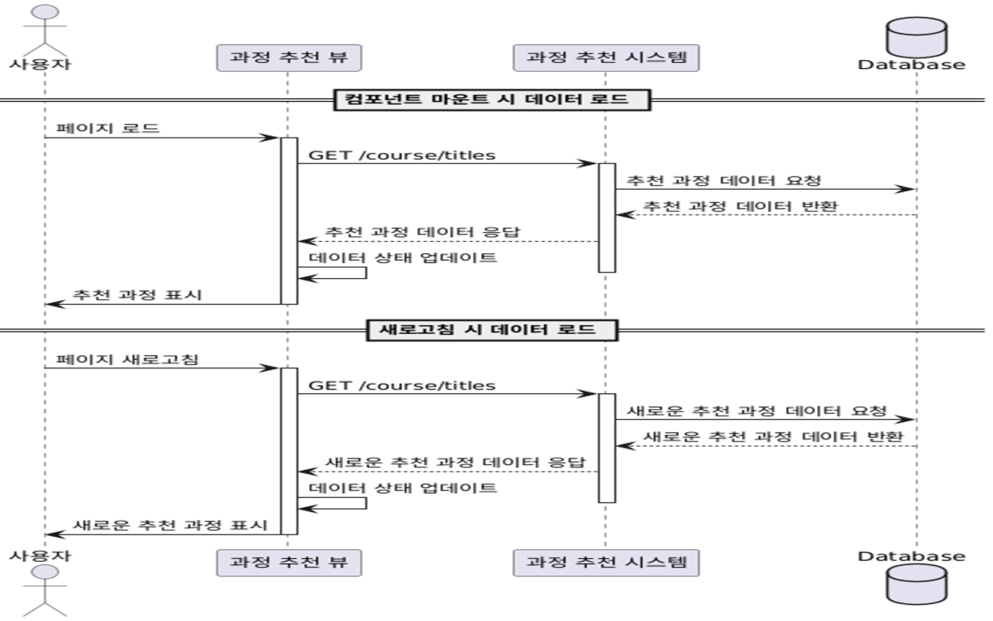 사용자
과정 추천 뷰
과정 추천 시스템
Database
컴포넌트 마운트 시 데이터 로드
페이지 로드
GET /course/titles
추천 과정 데이터 요청
추천 과정 데이터 반환
추천 과정 데이터 응답
데이터 상태 업데이트
추천 과정 표시
새로고침 시 데이터 로드
페이지 새로고침
GET /course/titles
새로운 추천 과정 데이터 요청
새로운 추천 과정 데이터 반환
새로운 추천 과정 데이터 응답
데이터 상태 업데이트
새로운 추천 과정 표시
사용자
과정 추천 뷰
과정 추천 시스템
Database